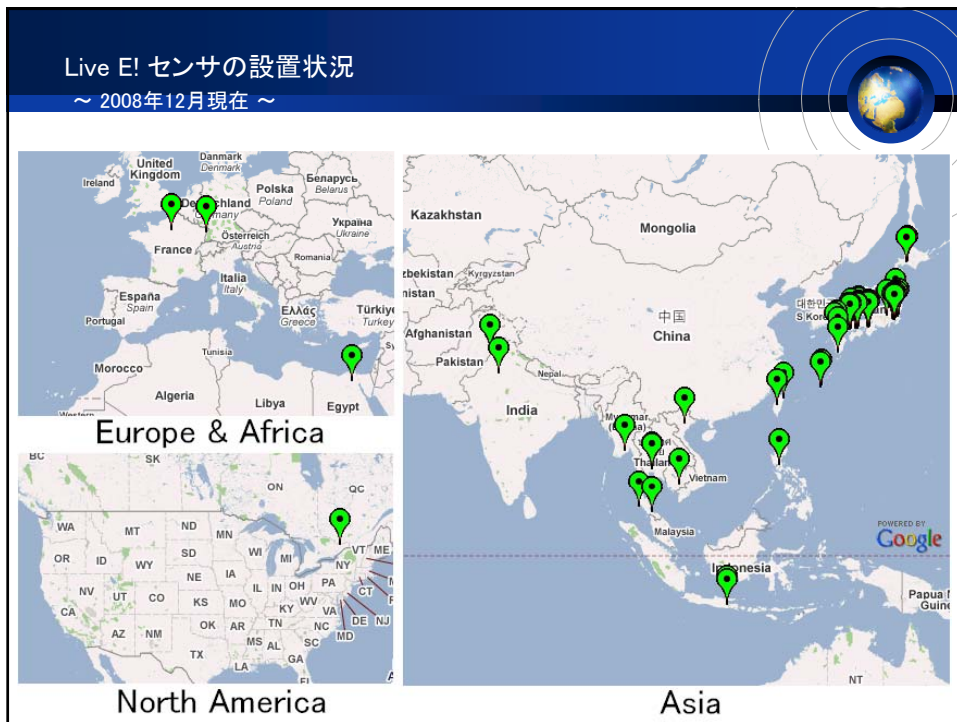 Live E! センサの設置状況
～ 2008年12月現在 ～
United Kingdom
Ireland
Danmark
Denmark
Polska
Poland
Беларусь
Belarus
Україна
Ukraine
Österreich
Austria
France
Romania
Italia
Italy
España
Spain
Portugal
Ελλάς
Greece
Türkiye
Turkey
Tunisia
Morocco
Algeria
Libya
Egypt
Europe & Africa
BC
SK
ON
QC
WA
MT
ND
MN
OR
ID
WY
SD
WI
MI
VT
ME
NY
NV
UT
CO
NE
IA
IL
IN
OH
PA
CA
KS
MO
KY
WV
VA
CT
DE
NJ
MD
AZ
NM
OK
AR
TN
NC
SC
MS
AL
TX
LA
GA
FL
North America
Kazakhstan
Mongolia
Kyrgyzstan
中国
China
Afghanistan
Pakistan
Nepal
India
Vietnam
Malaysia
Indonesia
NT
POWERED BY
Google
Asia